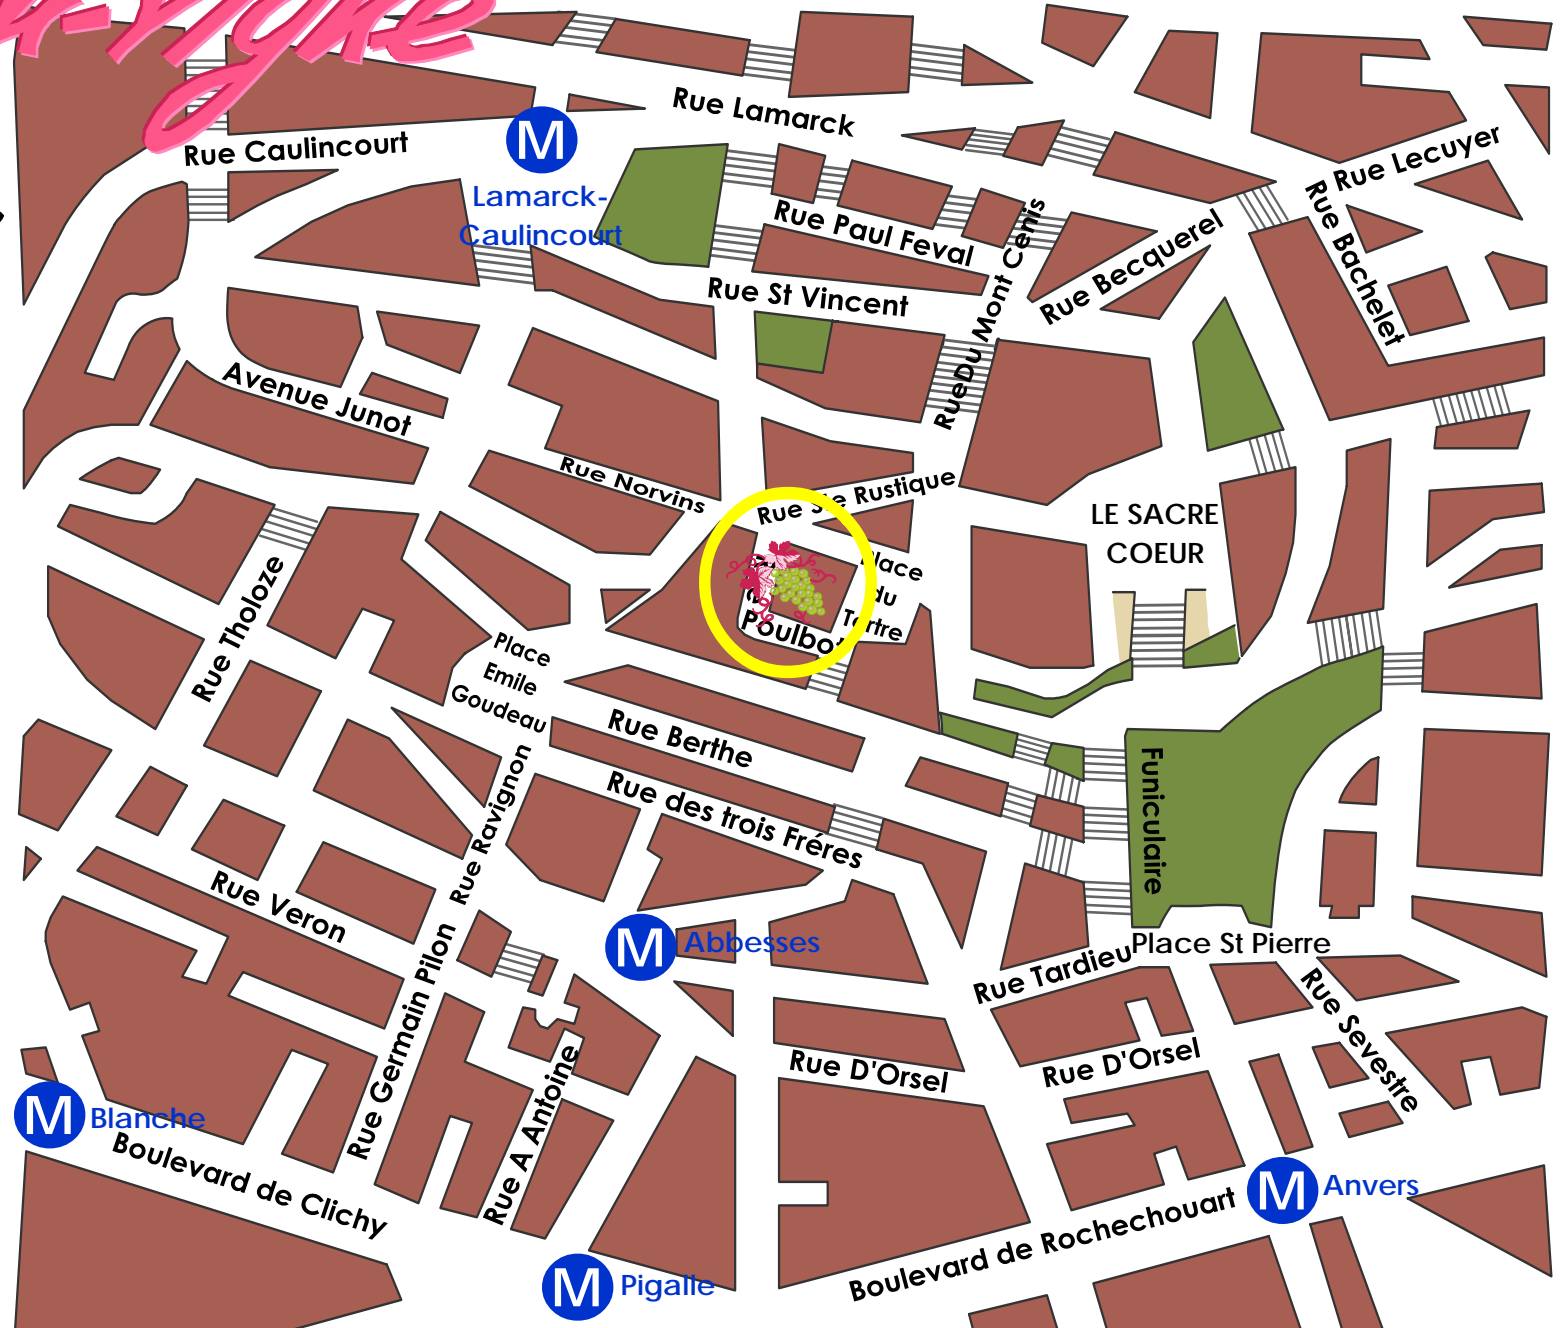 Rue Lamarck
Rue Caulincourt
Rue Lecuyer
Lamarck-
Caulincourt
Rue Paul Feval
RueDu Mont Cenis
Rue Becquerel
Rue Bachelet
Rue St Vincent
Avenue Junot
Rue Norvins
Rue Ste Rustique
LE SACRE
COEUR
Place
du
Tertre
Poulbot
Rue Tholoze
Place
Emile
Goudeau
Rue Berthe
Rue des trois Fréres
Rue Ravignon
Funiculaire
Rue Veron
Abbesses
Place St Pierre
Rue Tardieu
Rue Sevestre
Rue Germain Pilon
Rue A Antoine
Rue D'Orsel
Rue D'Orsel
Blanche
Boulevard de Clichy
Anvers
Boulevard de Rochechouart
Pigalle
M
M
M
M
M